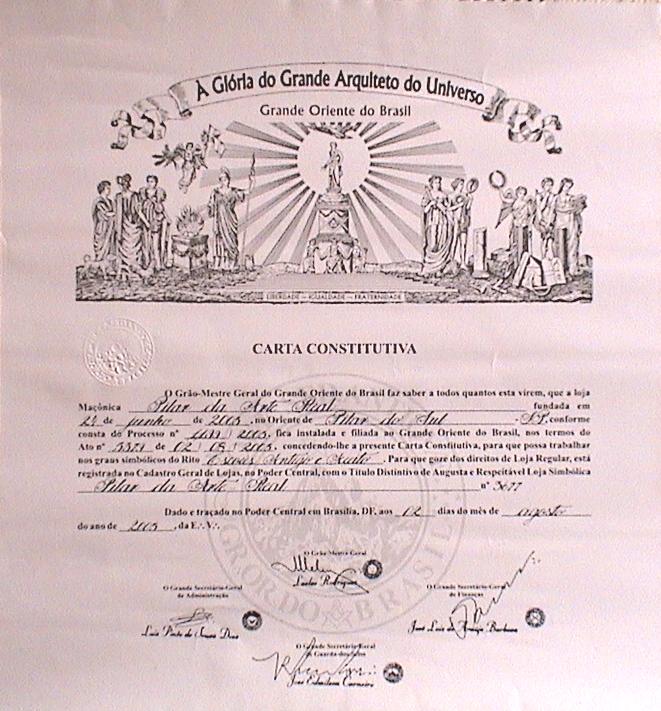 À Glória do Grande Arquiteto do Universo
Grande Oriente do Brasil
LIBERDADE — IGUALDADE — FRATERNIDADE
CARTA CONSTITUTIVA
O Grão-Mestre Geral do Grande Oriente do Brasil faz saber a todos quantos esta virem, que a loja
Maçônica Pilar da Arte Real fundada em
24 de junho de 2005, no Oriente de Pilar do Sul - SP, conforme
consta do Processo nº 2005, fica instalada e filiada ao Grande Oriente do Brasil, nos termos do
Ato nº de 02 / 08 / 2005, concedendo-lhe a presente Carta Constitutiva, para que possa trabalhar
nos graus simbólicos do Rito Escocês Antigo e Aceito. Para que goze dos direitos de Loja Regular, está
registrada no Cadastro Geral de Lojas, no Poder Central, com o Título Distintivo de Augusta e Respeitável Loja Simbólica
Pilar da Arte Real nº 3677
Dado e traçado no Poder Central em Brasília, DF, aos 02 dias do mês de agosto
do ano de 2005, da E∴V∴
O Grão-Mestre Geral
Laelso Rodrigues
O Grande Secretário-Geral
de Administração
O Grande Secretário-Geral
de Finanças
Luiz Pinto de Sousa Dias
José Luiz de Araújo Barbosa
O Grande Secretário-Geral
da Guarda dos Selos
José Edmilson Carneiro
GR. OR. DO BRASIL